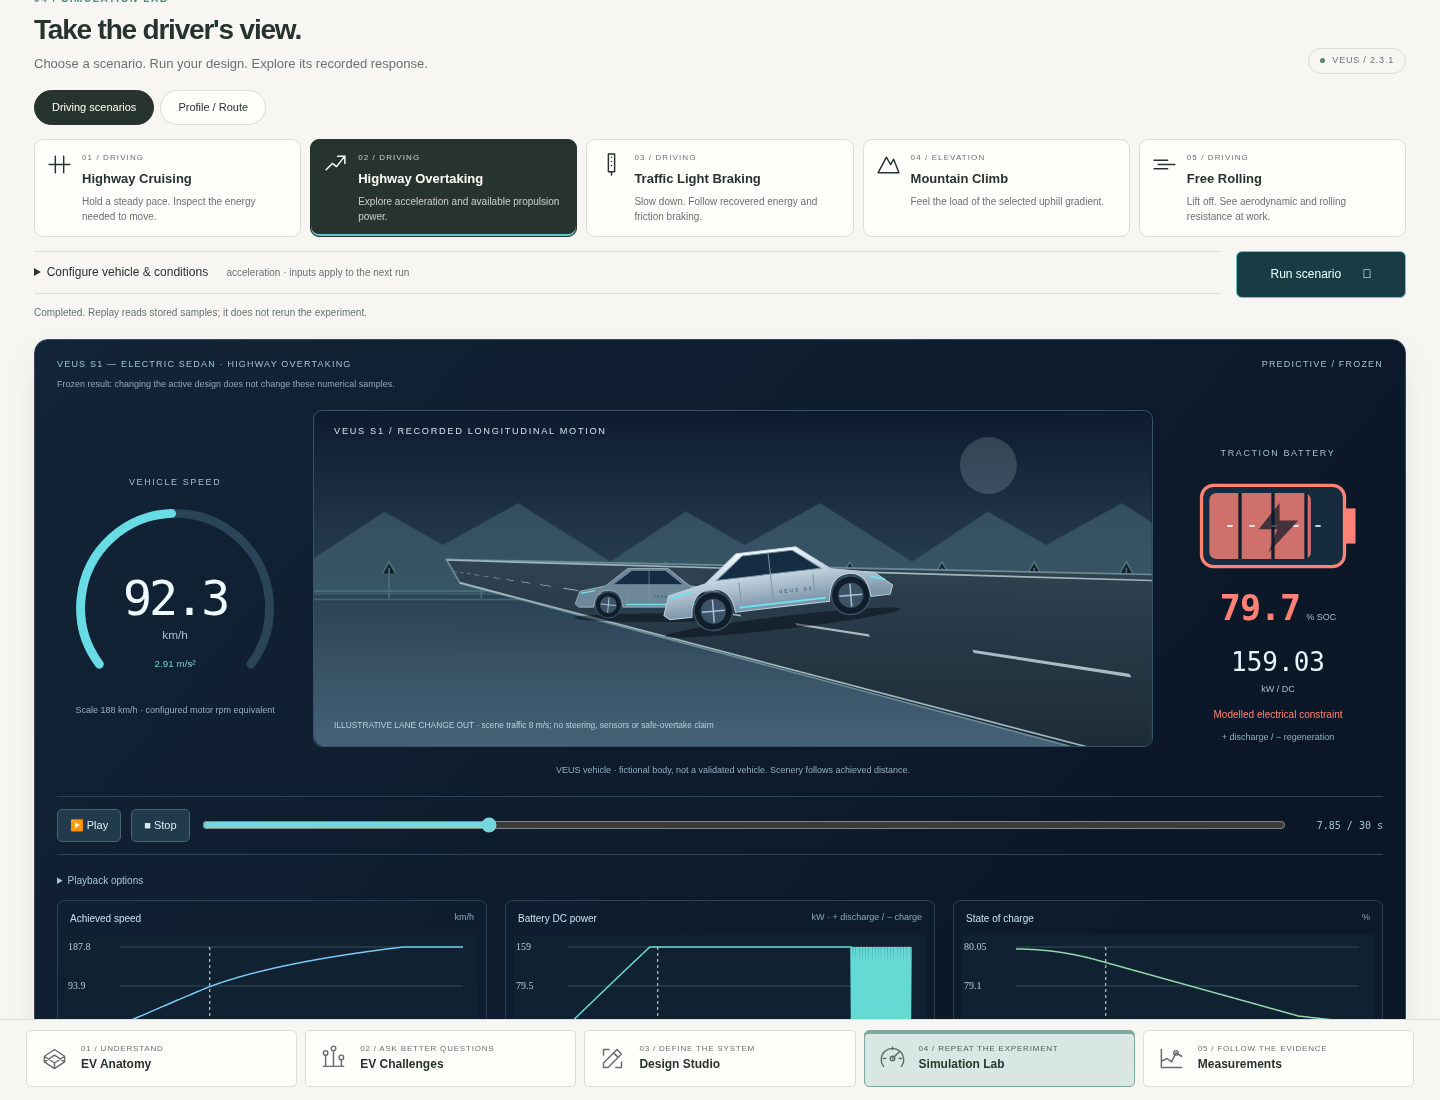 Take the driver's view.
Choose a scenario. Run your design. Explore its recorded response.
VEUS / 2.3.1
Driving scenarios
Profile / Route
01 / DRIVING
Highway Cruising
Hold a steady pace. Inspect the energy
needed to move.
02 / DRIVING
Highway Overtaking
Explore acceleration and available propulsion
power.
03 / DRIVING
Traffic Light Braking
Slow down. Follow recovered energy and
friction braking.
04 / ELEVATION
Mountain Climb
Feel the load of the selected uphill gradient.
05 / DRIVING
Free Rolling
Lift off. See aerodynamic and rolling
resistance at work.
Configure vehicle & conditions
acceleration · inputs apply to the next run
Run scenario
Completed. Replay reads stored samples; it does not rerun the experiment.
VEUS S1 — ELECTRIC SEDAN · HIGHWAY OVERTAKING
PREDICTIVE / FROZEN
Frozen result: changing the active design does not change these numerical samples.
VEHICLE SPEED
92.3
km/h
2.91 m/s²
Scale 188 km/h · configured motor rpm equivalent
VEUS S1 / RECORDED LONGITUDINAL MOTION
VEUS S1
ILLUSTRATIVE LANE CHANGE OUT · scene traffic 8 m/s; no steering, sensors or safe-overtake claim
VEUS vehicle · fictional body, not a validated vehicle. Scenery follows achieved distance.
TRACTION BATTERY
79.7 % SOC
159.03
kW / DC
Modelled electrical constraint
+ discharge / − regeneration
Play
Stop
7.85 / 30 s
Playback options
Achieved speed
km/h
187.8
93.9
Battery DC power
kW · + discharge / − charge
159
79.5
State of charge
%
80.05
79.1
01 / UNDERSTAND
EV Anatomy
02 / ASK BETTER QUESTIONS
EV Challenges
03 / DEFINE THE SYSTEM
Design Studio
04 / REPEAT THE EXPERIMENT
Simulation Lab
05 / FOLLOW THE EVIDENCE
Measurements